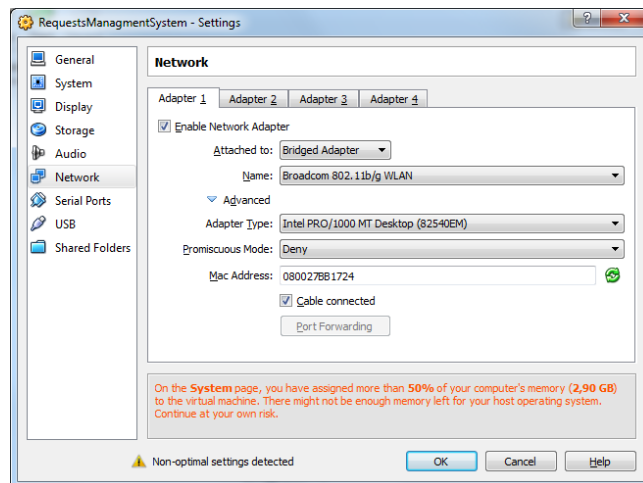 RequestsManagmentSystem - Settings
General
System
Display
Storage
Audio
Network
Serial Ports
USB
Shared Folders
Network
Adapter 1 Adapter 2 Adapter 3 Adapter 4
Enable Network Adapter
Attached to: Bridged Adapter
Name: Broadcom 802.11b/g WLAN
Advanced
Adapter Type: Intel PRO/1000 MT Desktop (82540EM)
Promiscuous Mode: Deny
Mac Address: 080027BB1724
Cable connected
Port Forwarding
On the System page, you have assigned more than 50% of your computer's memory (2,90 GB)
to the virtual machine. There might not be enough memory left for your host operating system.
Continue at your own risk.
Non-optimal settings detected
OK Cancel Help